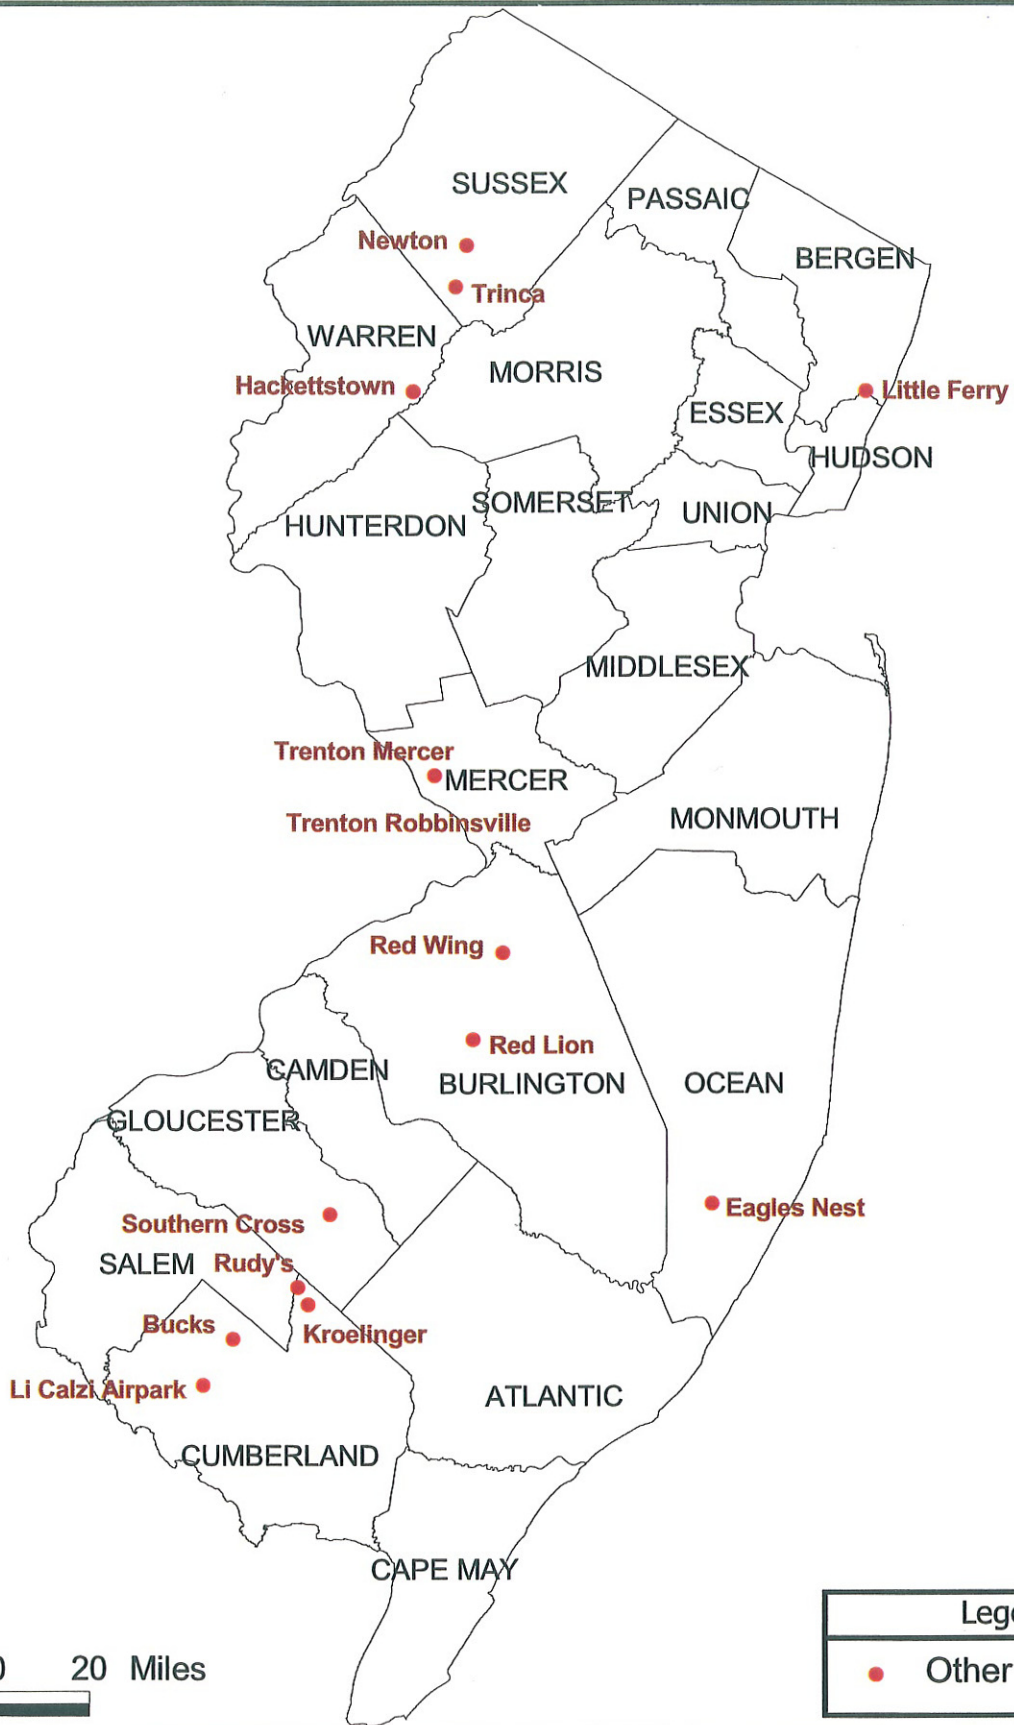 SUSSEX
PASSAIC
Newton
BERGEN
Trinca
WARREN
MORRIS
Hackettstown
Little Ferry
ESSEX
HUDSON
SOMERSET
UNION
HUNTERDON
MIDDLESEX
Trenton Mercer
MERCER
MONMOUTH
Trenton Robbinsville
Red Wing
Red Lion
CAMDEN
BURLINGTON
OCEAN
GLOUCESTER
Eagles Nest
Southern Cross
SALEM
Rudy's
Bucks
Kroelinger
Li Calzi Airpark
ATLANTIC
CUMBERLAND
CAPE MAY
Lege
0 20 Miles
Other